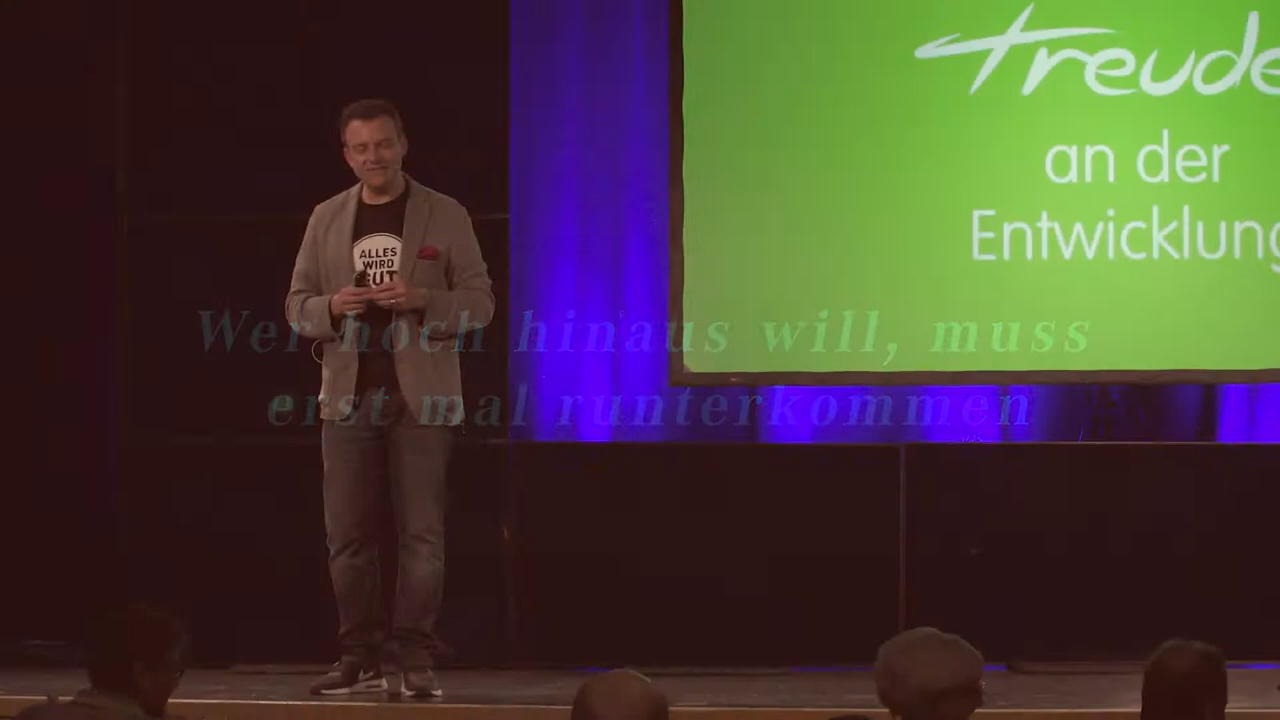 freude
an der
Entwicklung
ALLES
WIRD
GUT
Wer hoch hinaus will, muss
erst mal runterkommen